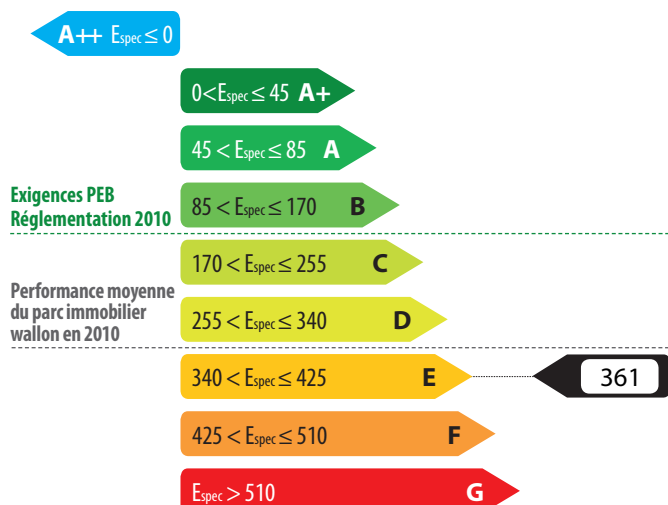 A++ Espec ≤ 0
0<Espec ≤ 45 A+
45 < Espec ≤ 85 A
Exigences PEB
Réglementation 2010
85 < Espec ≤ 170 B
170 < Espec ≤ 255 C
Performance moyenne
du parc immobilier
wallon en 2010
255 < Espec ≤ 340 D
340 < Espec ≤ 425 E
361
425 < Espec ≤ 510 F
Espec > 510 G